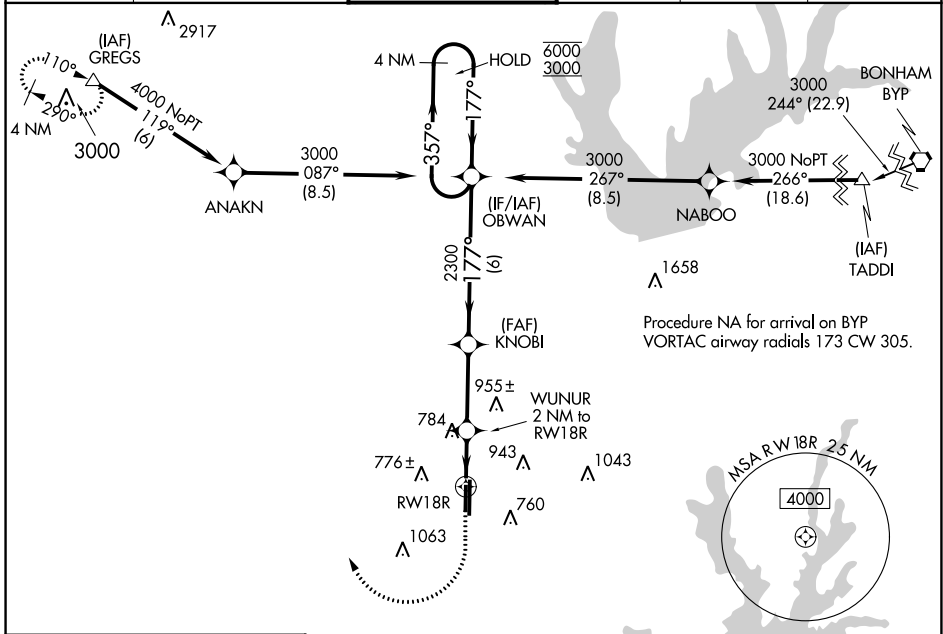 2917
(IAF)
GREGS
110°
290°
4 NM
3000
4000 NoPT
119°
(6)
ANAKN
3000
087°
(8.5)
4 NM
HOLD
6000
3000
357°
177°
(IF/IAF)
OBWAN
3000
267°
(8.5)
NABOO
3000 NoPT
266°
(18.6)
3000
244° (22.9)
BONHAM
BYP
(IAF)
TADDI
2300
177°
(6)
1658
Procedure NA for arrival on BYP
VORTAC airway radials 173 CW 305.
(FAF)
KNOBI
955±
WUNUR
2 NM to
RW18R
784
943
1043
776±
RW18R
760
1063
MSA RW 18R 25 NM
4000